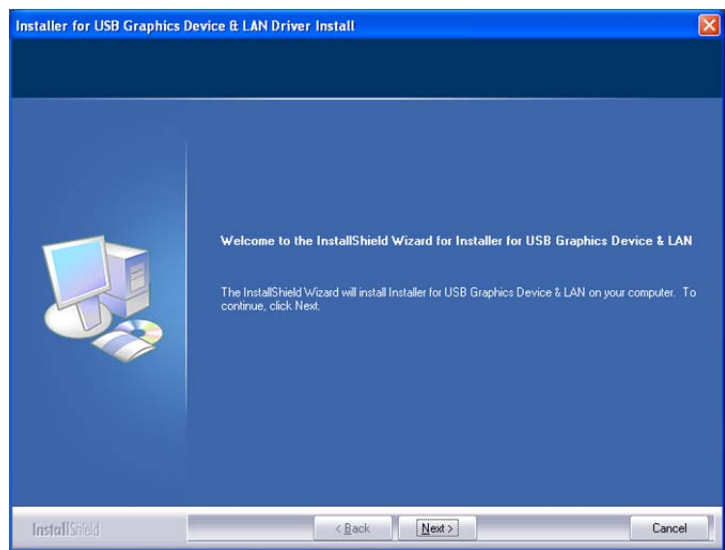 Installer for USB Graphics Device & LAN Driver Install
Welcome to the InstallShield Wizard for Installer for USB Graphics Device & LAN
The InstallShield Wizard will install Installer for USB Graphics Device & LAN on your computer. To
continue, click Next.
InstallShield
< Back
Next >
Cancel